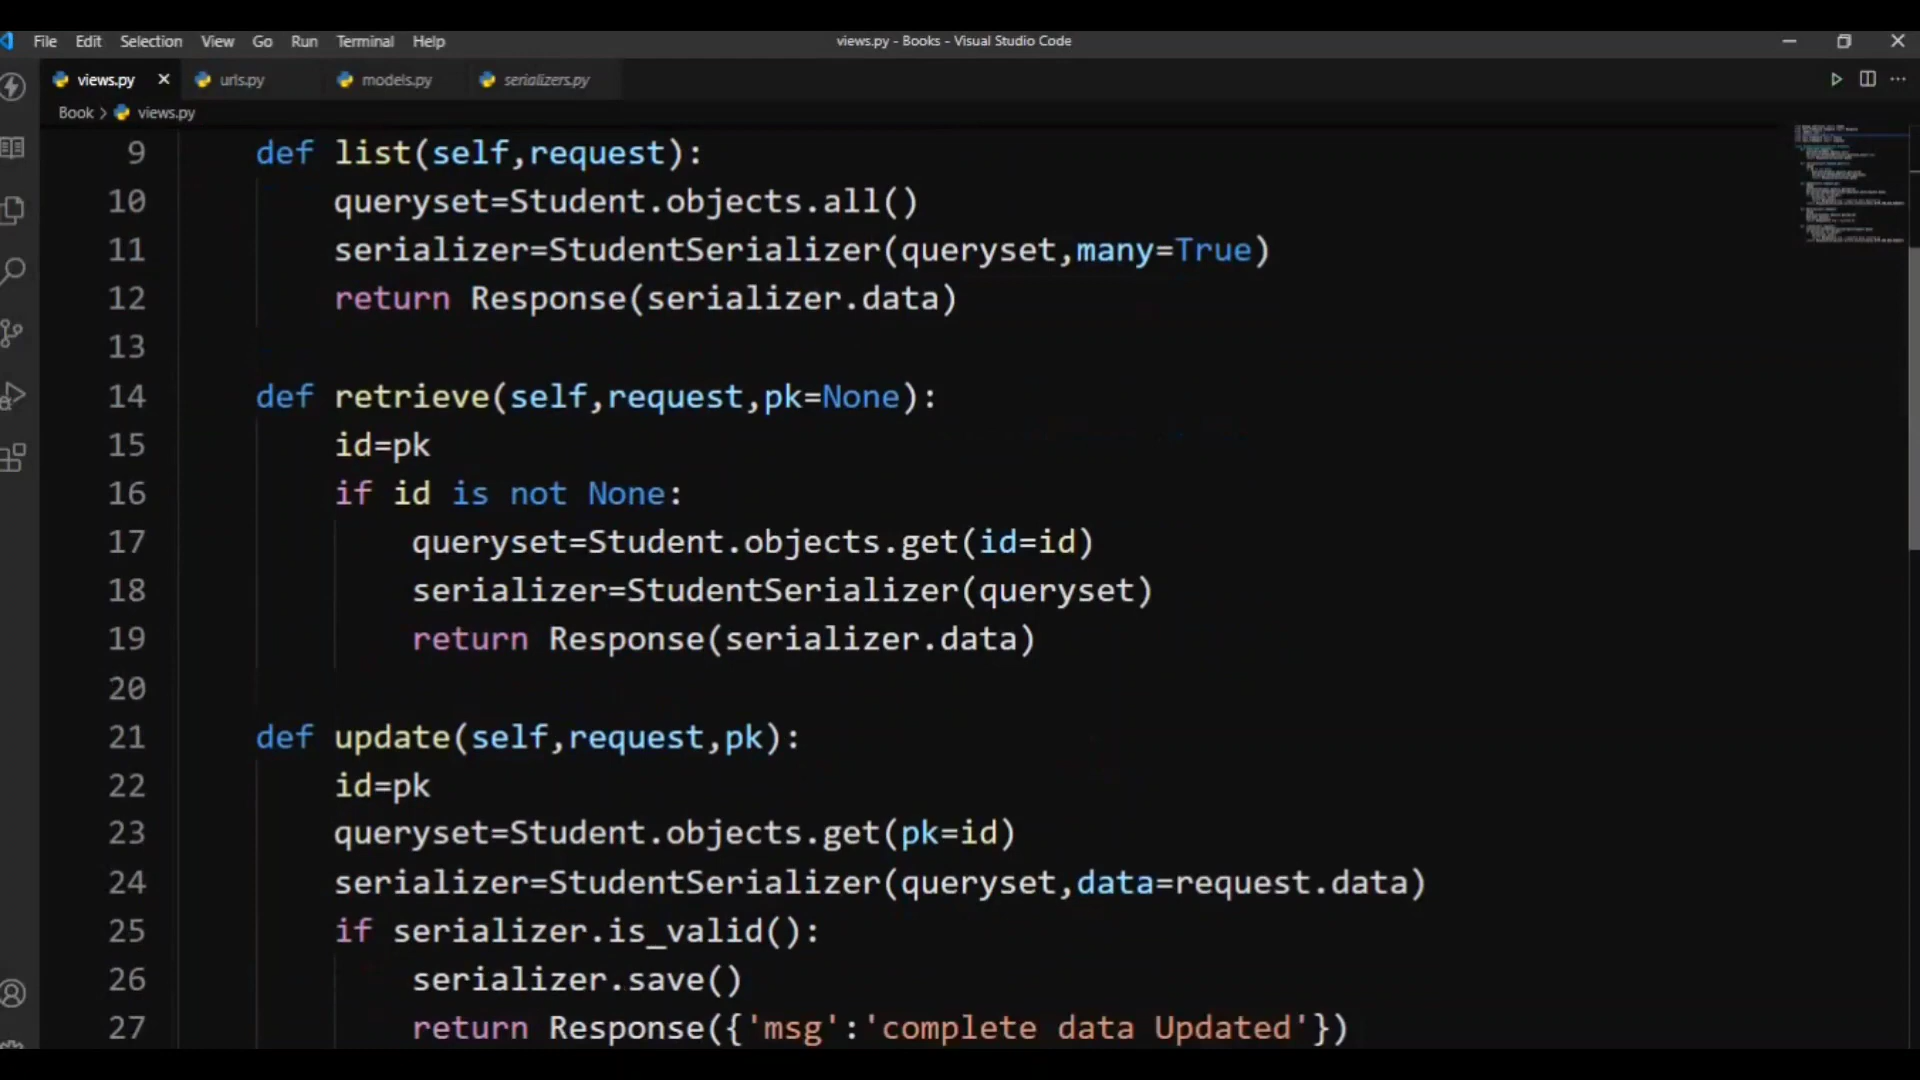 File Edit Selection View Go Run Terminal Help
views.py - Books - Visual Studio Code
views.py urls.py models.py serializers.py
Book > views.py
9 def list(self,request):
10 queryset=Student.objects.all()
11 serializer=StudentSerializer(queryset,many=True)
12 return Response(serializer.data)
13
14 def retrieve(self,request,pk=None):
15 id=pk
16 if id is not None:
17 queryset=Student.objects.get(id=id)
18 serializer=StudentSerializer(queryset)
19 return Response(serializer.data)
20
21 def update(self,request,pk):
22 id=pk
23 queryset=Student.objects.get(pk=id)
24 serializer=StudentSerializer(queryset,data=request.data)
25 if serializer.is_valid():
26 serializer.save()
27 return Response({'msg':'complete data Updated'})